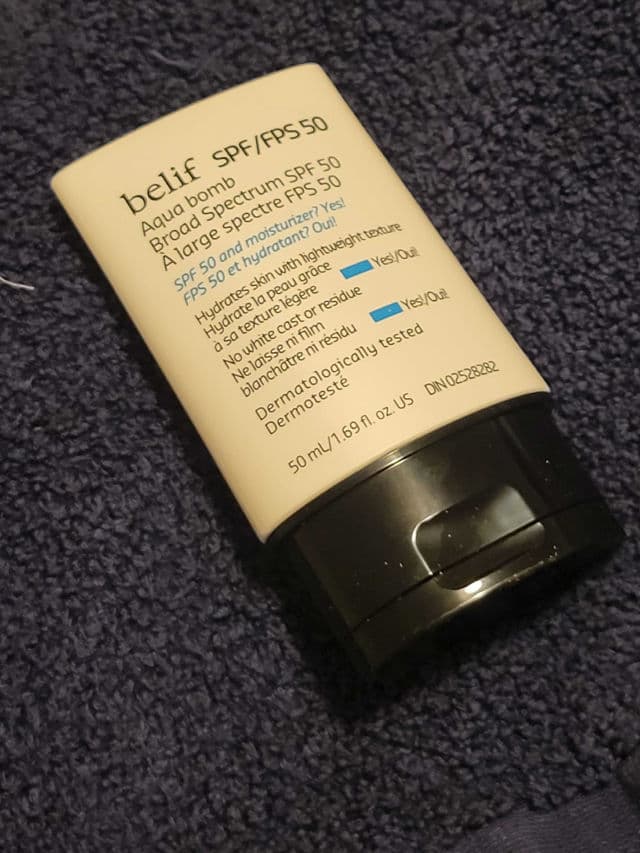 belif SPF/FPS 50
Aqua bomb
Broad Spectrum SPF 50
À large spectre FPS 50
SPF 50 and moisturizer? Yes!
FPS 50 et hydratant? Oui!
Hydrates skin with lightweight texture
Hydrate la peau grâce Yes!/Oui!
à sa texture légère
No white cast or residue
Ne laisse ni film Yes!/Oui!
blanchâtre ni résidu
Dermatologically tested
Dermotesté
50 mL/1.69 fl. oz. US DIN 02528282